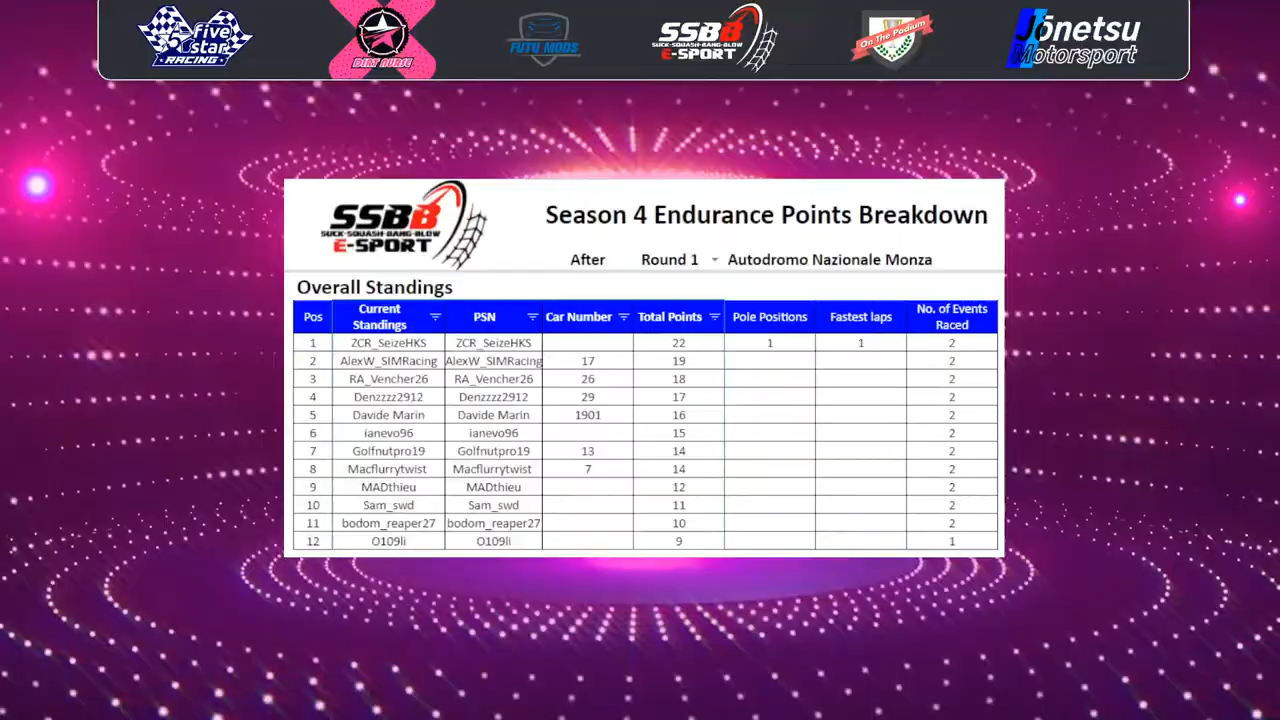 5 five star RACING
DIRT NURSE
FUTU MODS
SSBB
SUCK-SQUASH-BANG-BLOW
E-SPORT
On The Podium
Jōnetsu
Motorsport
SSBB
SUCK-SQUASH-BANG-BLOW
E-SPORT
Season 4 Endurance Points Breakdown
After Round 1 Autodromo Nazionale Monza
Overall Standings
Pos Current Standings PSN Car Number Total Points Pole Positions Fastest laps No. of Events Raced
1 ZCR_SeizeHKS ZCR_SeizeHKS 22 1 1 2
2 AlexW_SIMRacing AlexW_SIMRacing 17 19 2
3 RA_Vencher26 RA_Vencher26 26 18 2
4 Denzzzz2912 Denzzzz2912 29 17 2
5 Davide Marin Davide Marin 1901 16 2
6 ianevo96 ianevo96 15 2
7 Golfnutpro19 Golfnutpro19 13 14 2
8 Macflurrytwist Macflurrytwist 7 14 2
9 MADthieu MADthieu 12 2
10 Sam_swd Sam_swd 11 2
11 bodom_reaper27 bodom_reaper27 10 2
12 O109li O109li 9 1